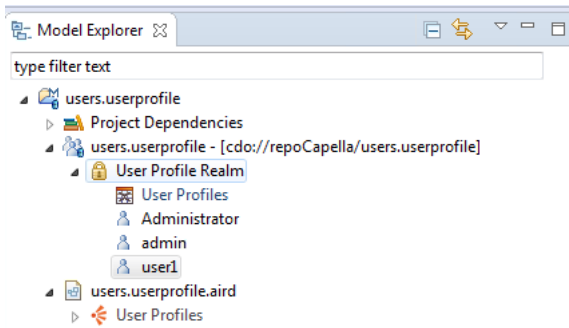 Model Explorer
type filter text
users.userprofile
Project Dependencies
users.userprofile - [cdo://repoCapella/users.userprofile]
User Profile Realm
User Profiles
Administrator
admin
user1
users.userprofile.aird
User Profiles